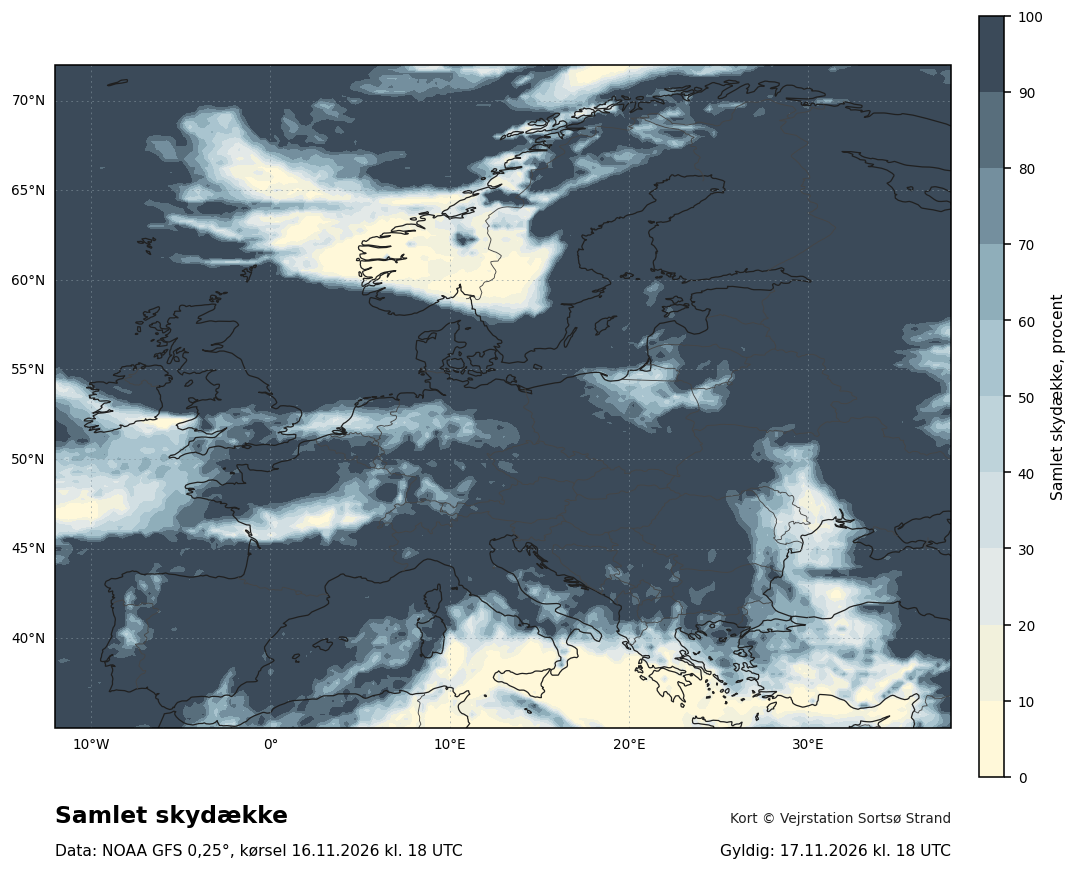 100
90
80
70
60
50
40
30
20
10
0
Samlet skydække, procent
70°N
65°N
60°N
55°N
50°N
45°N
40°N
10°W
0°
10°E
20°E
30°E
Samlet skydække
Kort © Vejrstation Sortsø Strand
Data: NOAA GFS 0,25°, kørsel 16.11.2026 kl. 18 UTC
Gyldig: 17.11.2026 kl. 18 UTC